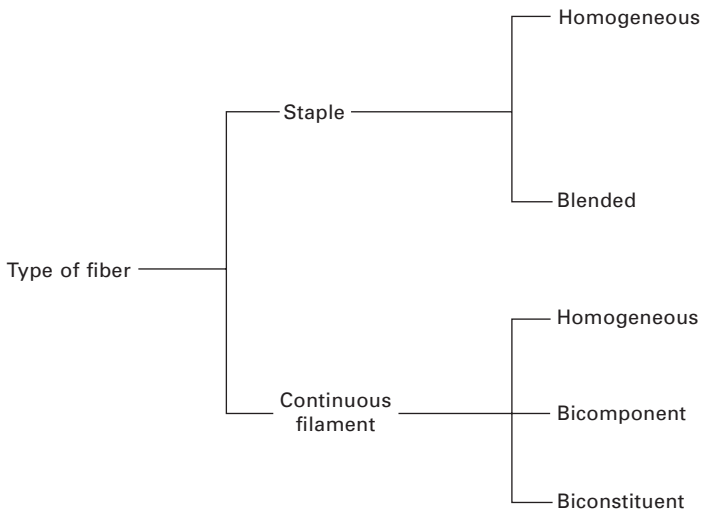 Homogeneous
Staple
Blended
Type of fiber
Homogeneous
Continuous
filament
Bicomponent
Biconstituent